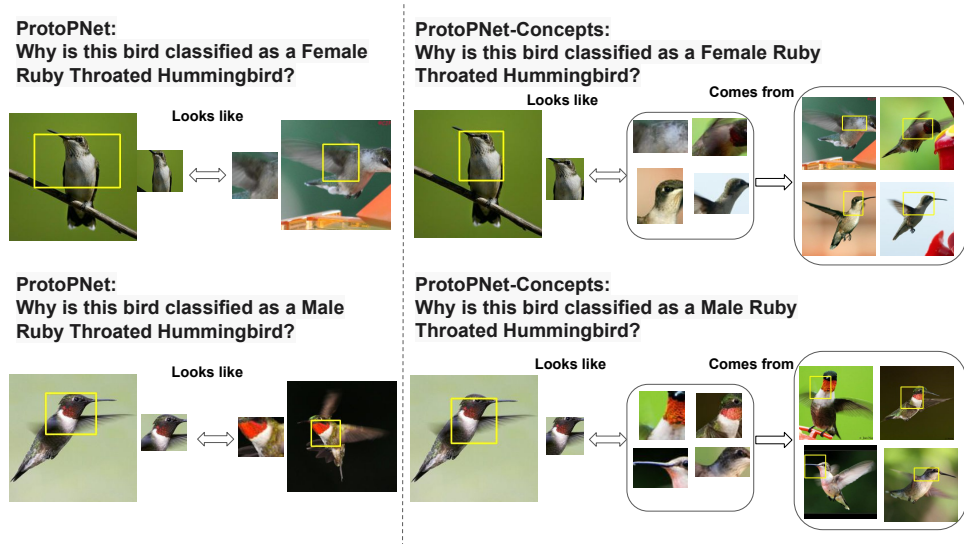 ProtoPNet:
Why is this bird classified as a Female
Ruby Throated Hummingbird?
Looks like
ProtoPNet-Concepts:
Why is this bird classified as a Female Ruby
Throated Hummingbird?
Looks like
Comes from
ProtoPNet:
Why is this bird classified as a Male
Ruby Throated Hummingbird?
Looks like
ProtoPNet-Concepts:
Why is this bird classified as a Male Ruby
Throated Hummingbird?
Looks like
Comes from